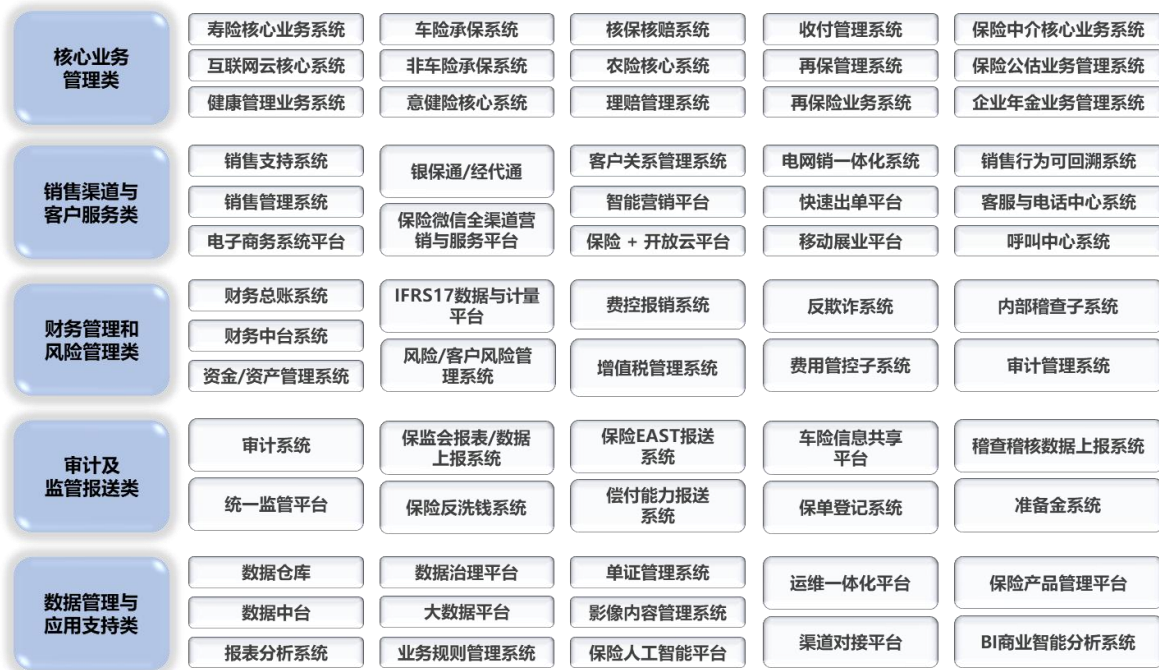 核心业务
管理类
寿险核心业务系统
车险承保系统
核保核赔系统
收付管理系统
保险中介核心业务系统
互联网云核心系统
非车险承保系统
农险核心系统
再保管理系统
保险公估业务管理系统
健康管理业务系统
意健险核心系统
理赔管理系统
再保险业务系统
企业年金业务管理系统
销售渠道与
客户服务类
销售支持系统
销售管理系统
电子商务系统平台
银保通/经代通
保险微信全渠道营
销与服务平台
客户关系管理系统
智能营销平台
保险 + 开放云平台
电网销一体化系统
快速出单平台
移动展业平台
销售行为可回溯系统
客服与电话中心系统
呼叫中心系统
财务管理和
风险管理类
财务总账系统
财务中台系统
资金/资产管理系统
IFRS17数据与计量
平台
风险/客户风险管
理系统
费控报销系统
增值税管理系统
反欺诈系统
费用管控子系统
内部稽查子系统
审计管理系统
审计及
监管报送类
审计系统
统一监管平台
保监会报表/数据
上报系统
保险反洗钱系统
保险EAST报送
系统
偿付能力报送
系统
车险信息共享
平台
保单登记系统
稽查稽核数据上报系统
准备金系统
数据管理与
应用支持类
数据仓库
数据中台
报表分析系统
数据治理平台
大数据平台
业务规则管理系统
单证管理系统
影像内容管理系统
保险人工智能平台
运维一体化平台
渠道对接平台
保险产品管理平台
BI商业智能分析系统